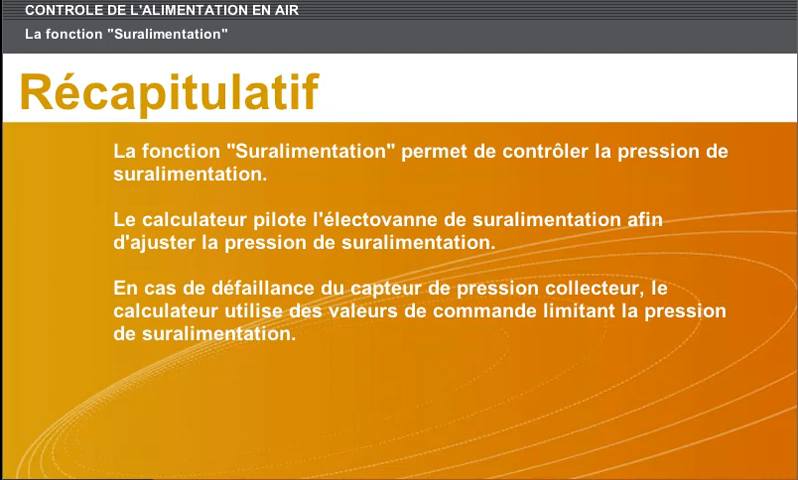 CONTROLE DE L'ALIMENTATION EN AIR
La fonction "Suralimentation"
Récapitulatif
La fonction "Suralimentation" permet de contrôler la pression de
suralimentation.
Le calculateur pilote l'électovanne de suralimentation afin
d'ajuster la pression de suralimentation.
En cas de défaillance du capteur de pression collecteur, le
calculateur utilise des valeurs de commande limitant la pression
de suralimentation.